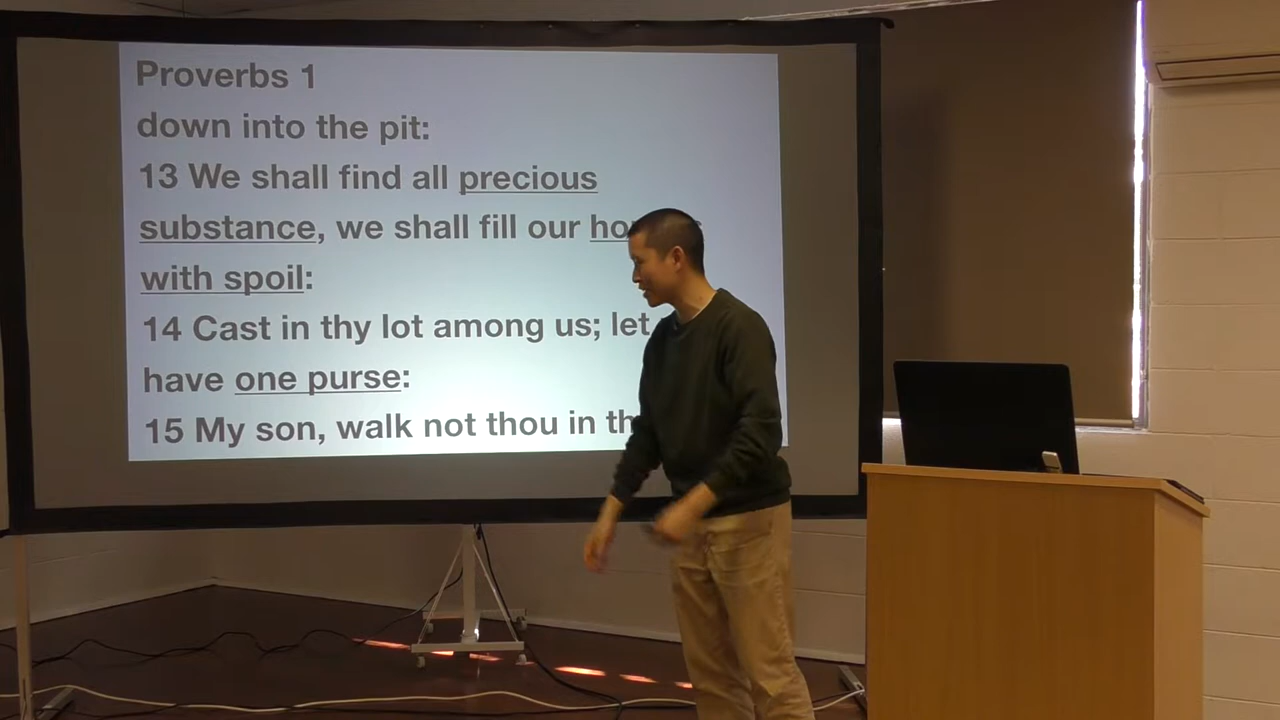 Proverbs 1
down into the pit:
13 We shall find all precious
substance, we shall fill our
with spoil:
14 Cast in thy lot among us; let
have one purse:
15 My son, walk not thou in